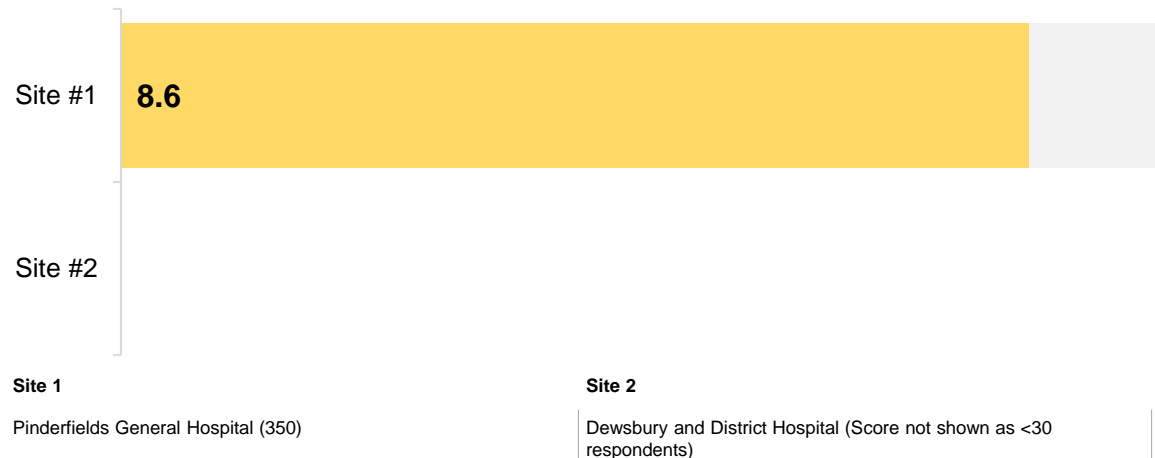 Site #1
8.6
Site #2
Site 1
Site 2
Pinderfields General Hospital (350)
Dewsbury and District Hospital (Score not shown as <30
respondents)